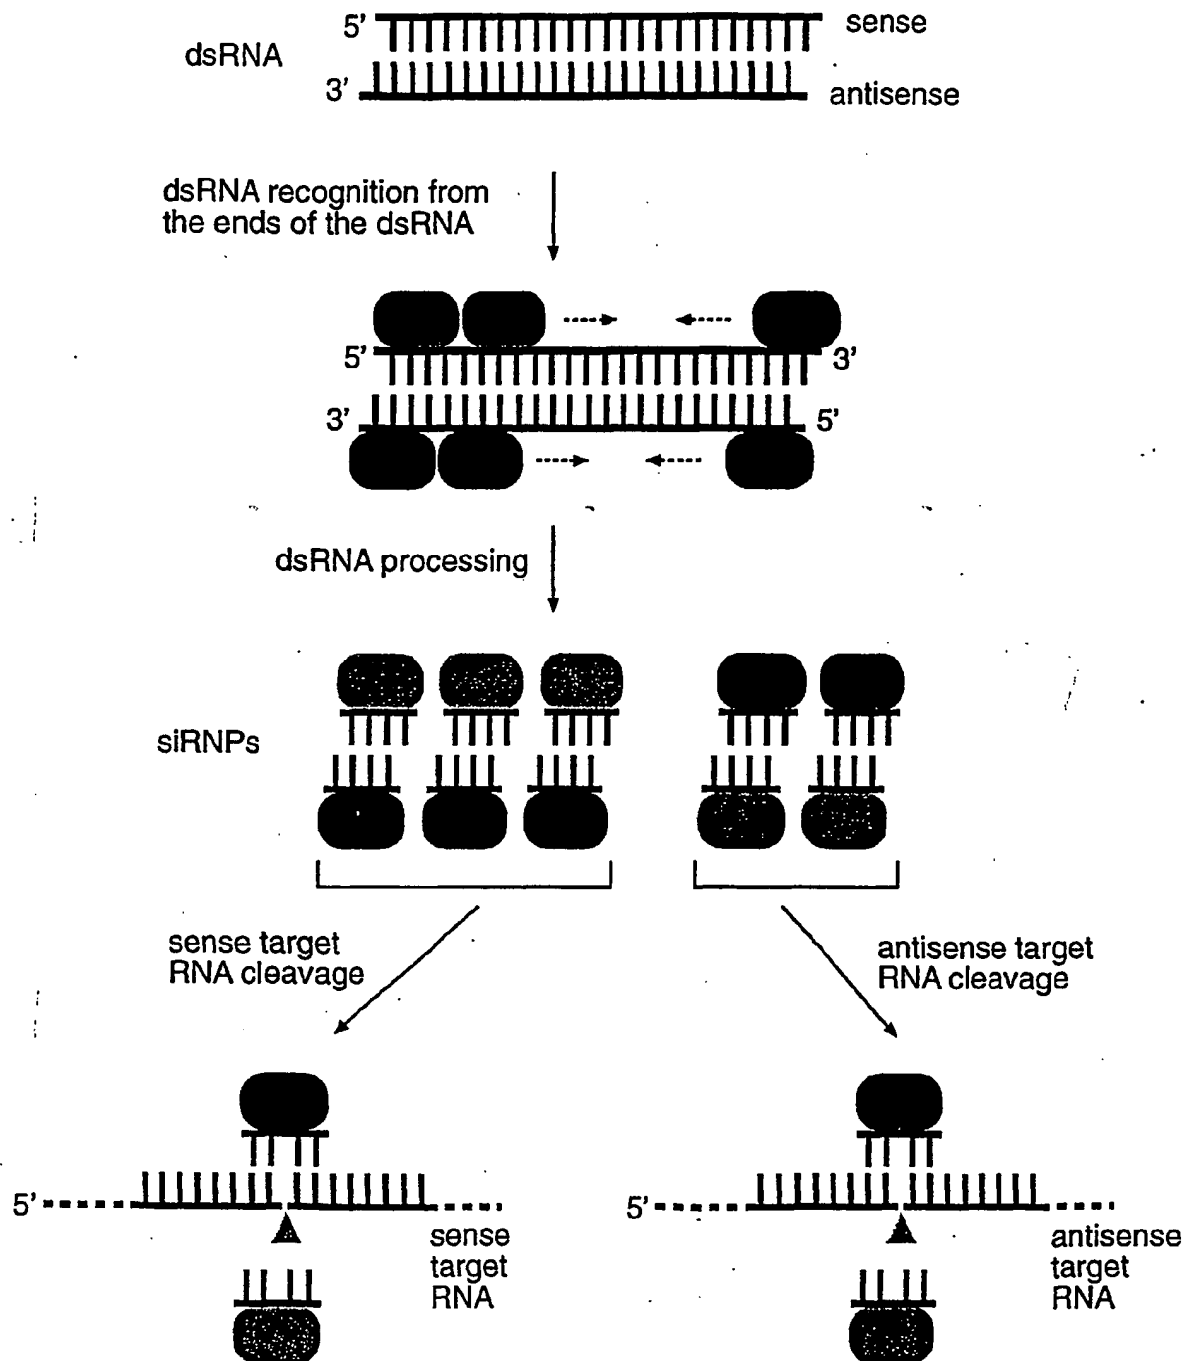 5'
sense
dsRNA
3'
antisense
dsRNA recognition from
the ends of the dsRNA
5'
3'
3'
5'
dsRNA processing
siRNPs
sense target
RNA cleavage
antisense target
RNA cleavage
5'
sense
target
RNA
5'
antisense
target
RNA